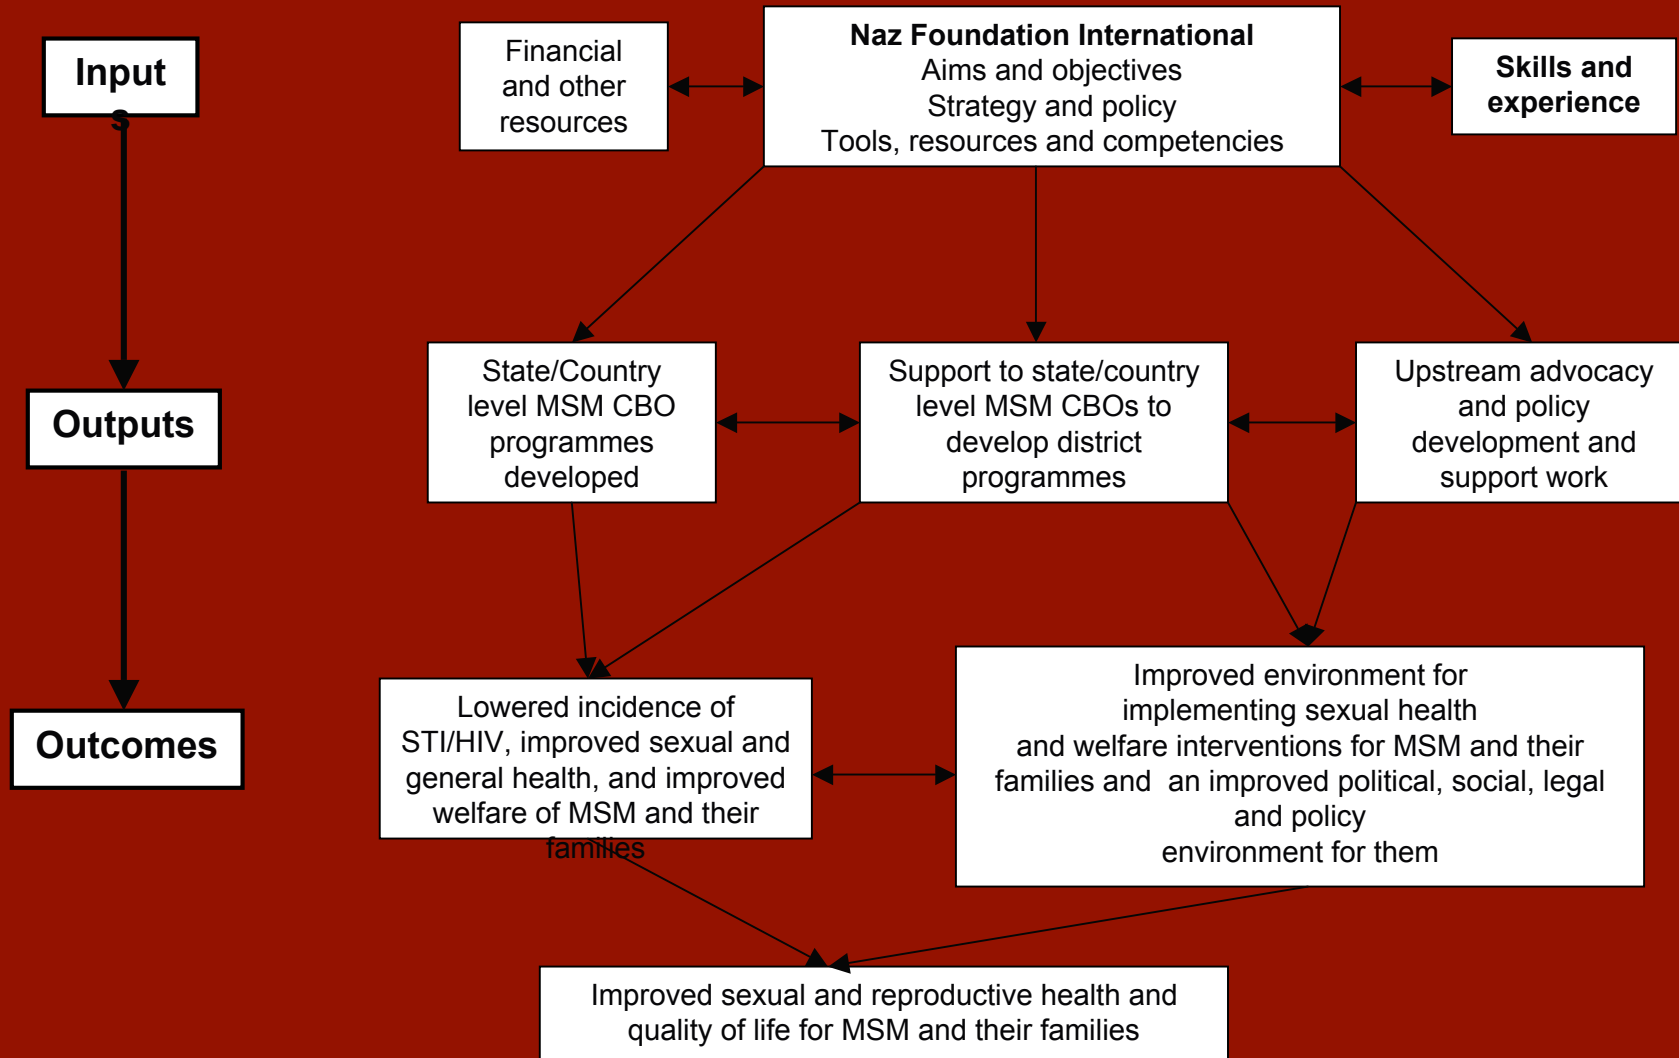 Input
s
Financial
and other
resources
Naz Foundation International
Aims and objectives
Strategy and policy
Tools, resources and competencies
Skills and
experience
Outputs
State/Country
level MSM CBO
programmes
developed
Support to state/country
level MSM CBOs to
develop district
programmes
Upstream advocacy
and policy
development and
support work
Outcomes
Lowered incidence of
STI/HIV, improved sexual and
general health, and improved
welfare of MSM and their
families
Improved environment for
implementing sexual health
and welfare interventions for MSM and their
families and  an improved political, social, legal
and policy
environment for them
Improved sexual and reproductive health and
quality of life for MSM and their families